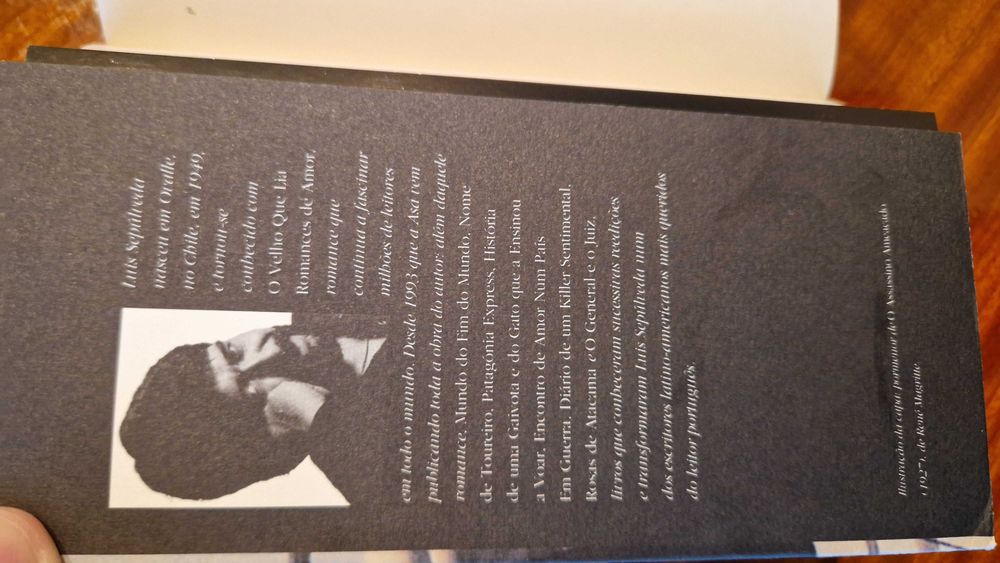 Luis Sepúlveda
nasceu em Ovalle,
no Chile, em 1949,
e tornou-se
conhecido com
O Velho Que Lia
Romances de Amor,
romance que
continua a fascinar
milhões de leitores
em todo o mundo. Desde 1993 que a Asa vem
publicando toda a obra do autor: além daquele
romance, Mundo do Fim do Mundo, Nome
de Toureiro, Patagonia Express, História
de uma Gaivota e do Gato que a Ensinou
a Voar, Encontro de Amor Num País
Em Guerra, Diário de um Killer Sentimental,
Rosas de Atacama e O General e o Juiz,
livros que conheceram sucessivas reedições
e transformaram Luis Sepúlveda num
dos escritores latino-americanos mais queridos
do leitor português.
Ilustração da capa: pormenor de O Assassino Ameaçado
(1927), de René Magritte.